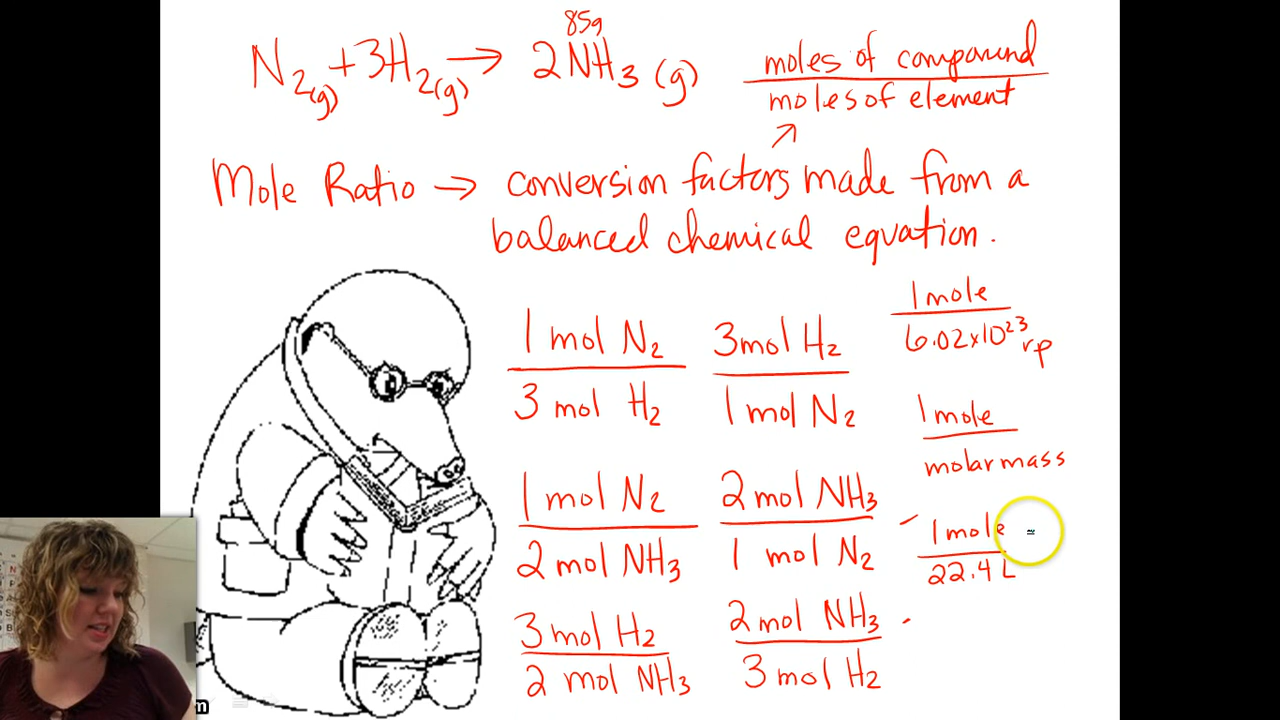 85g
N2(g) + 3H2(g) → 2NH3(g)
moles of compound
moles of element
Mole Ratio → conversion factors made from a
balanced chemical equation.
1 mole
6.02x10^23 rp
1 mol N2
3 mol H2
3 mol H2
1 mol N2
1 mole
molar mass
1 mol N2
2 mol NH3
2 mol NH3
1 mol N2
1 mole
22.4 L
3 mol H2
2 mol NH3
2 mol NH3
3 mol H2